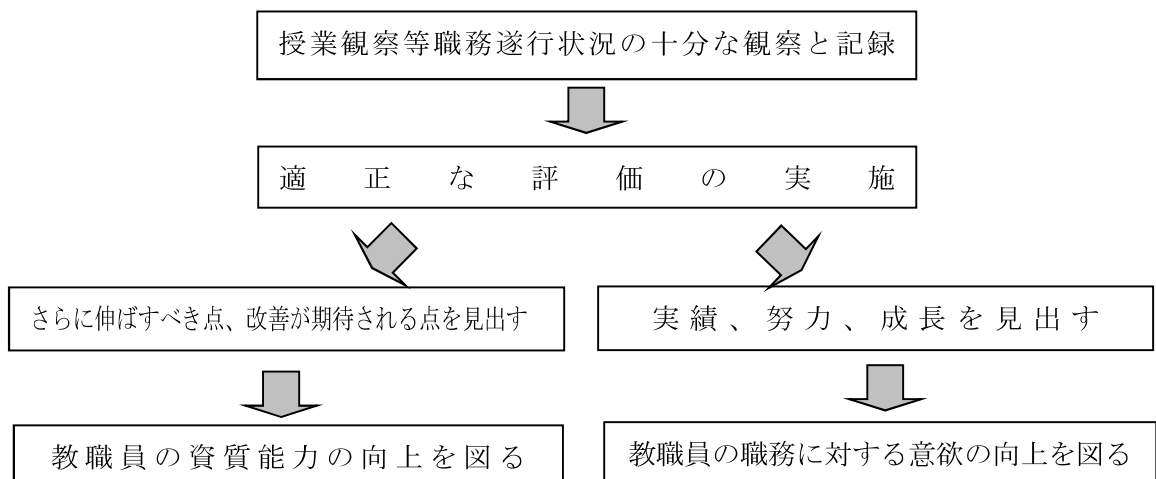 授業観察等職務遂行状況の十分な観察と記録
適正な評価の実施
さらに伸ばすべき点、改善が期待される点を見出す
実績、努力、成長を見出す
教職員の資質能力の向上を図る
教職員の職務に対する意欲の向上を図る